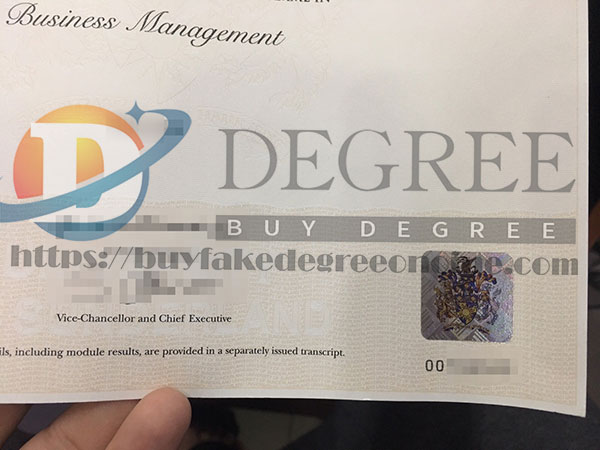 Business Management
D
DEGREE
BUY DEGREE
https://buyfakedegreeonline.com
Vice-Chancellor and Chief Executive
ils, including module results, are provided in a separately issued transcript.
00